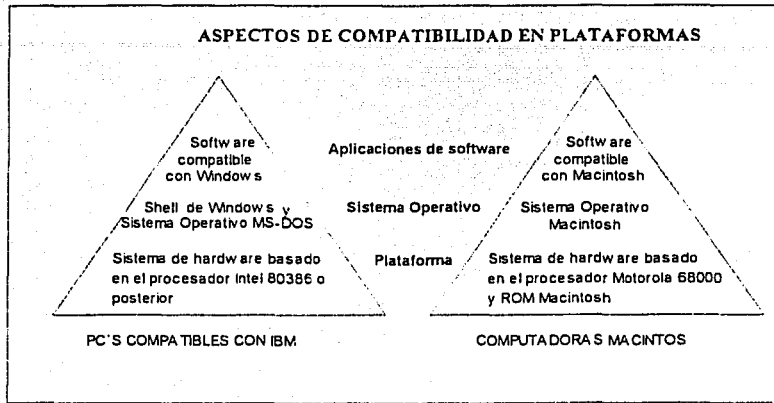 ASPECTOS DE COMPATIBILIDAD EN PLATAFORMAS
Software
compatible
con Windows
Shell de Windows y
Sistema Operativo MS-DOS
Sistema de hardware basado
en el procesador Intel 80386 o
posterior
PC'S COMPATIBLES CON IBM
Aplicaciones de software
Sistema Operativo
Plataforma
Software
compatible
con Macintosh
Sistema Operativo
Macintosh
Sistema de hardware basado
en el procesador Motorola 68000
y ROM Macintosh
COMPUTADORAS MACINTOS